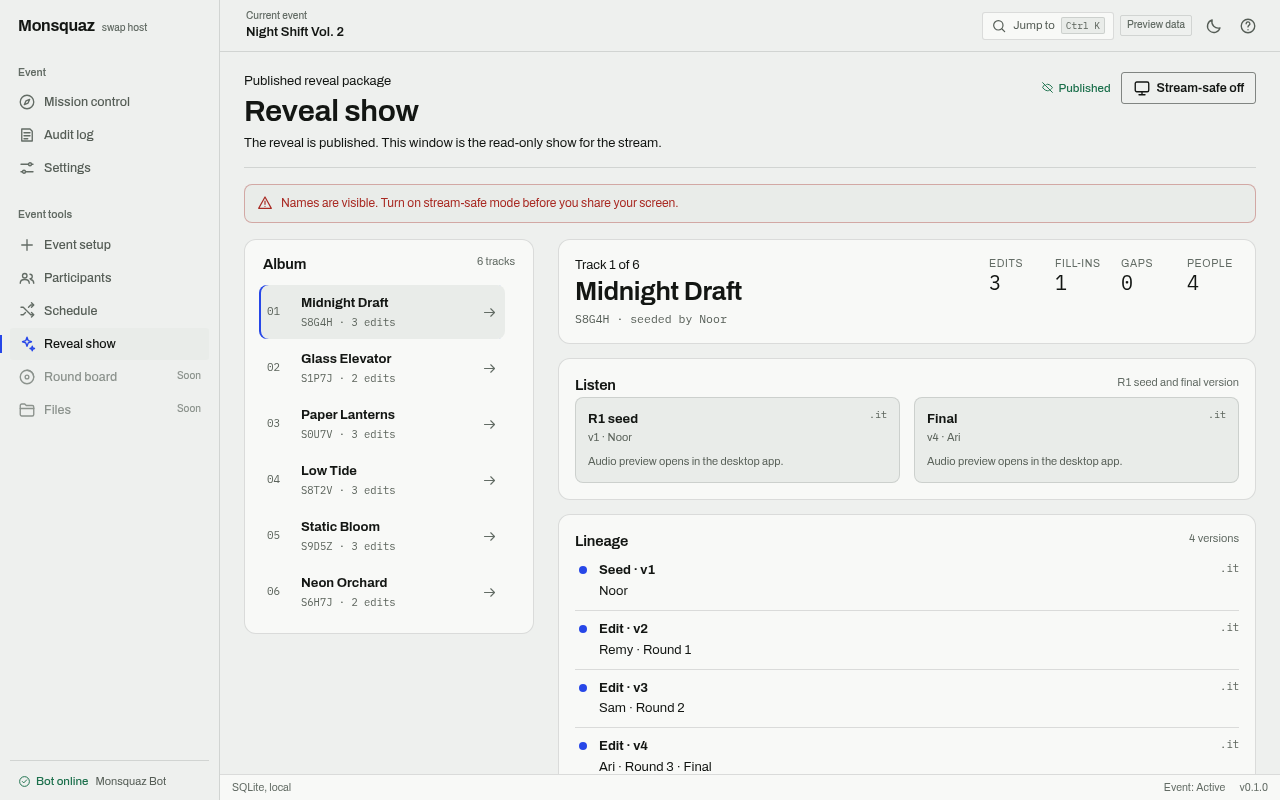 Monsquaz swap host
Event
Mission control
Audit log
Settings
Event tools
Event setup
Participants
Schedule
Reveal show
Round board Soon
Files Soon
Bot online Monsquaz Bot
Current event
Night Shift Vol. 2
Jump to Ctrl K
Preview data
Published reveal package
Reveal show
The reveal is published. This window is the read-only show for the stream.
Published
Stream-safe off
Names are visible. Turn on stream-safe mode before you share your screen.
Album 6 tracks
01 Midnight Draft
S8G4H · 3 edits
02 Glass Elevator
S1P7J · 2 edits
03 Paper Lanterns
S0U7V · 3 edits
04 Low Tide
S8T2V · 3 edits
05 Static Bloom
S9D5Z · 3 edits
06 Neon Orchard
S6H7J · 2 edits
Track 1 of 6
Midnight Draft
S8G4H · seeded by Noor
EDITS FILL-INS GAPS PEOPLE
3 1 0 4
Listen R1 seed and final version
R1 seed .it
v1 · Noor
Audio preview opens in the desktop app.
Final .it
v4 · Ari
Audio preview opens in the desktop app.
Lineage 4 versions
Seed · v1 .it
Noor
Edit · v2 .it
Remy · Round 1
Edit · v3 .it
Sam · Round 2
Edit · v4 .it
Ari · Round 3 · Final
SQLite, local
Event: Active v0.1.0